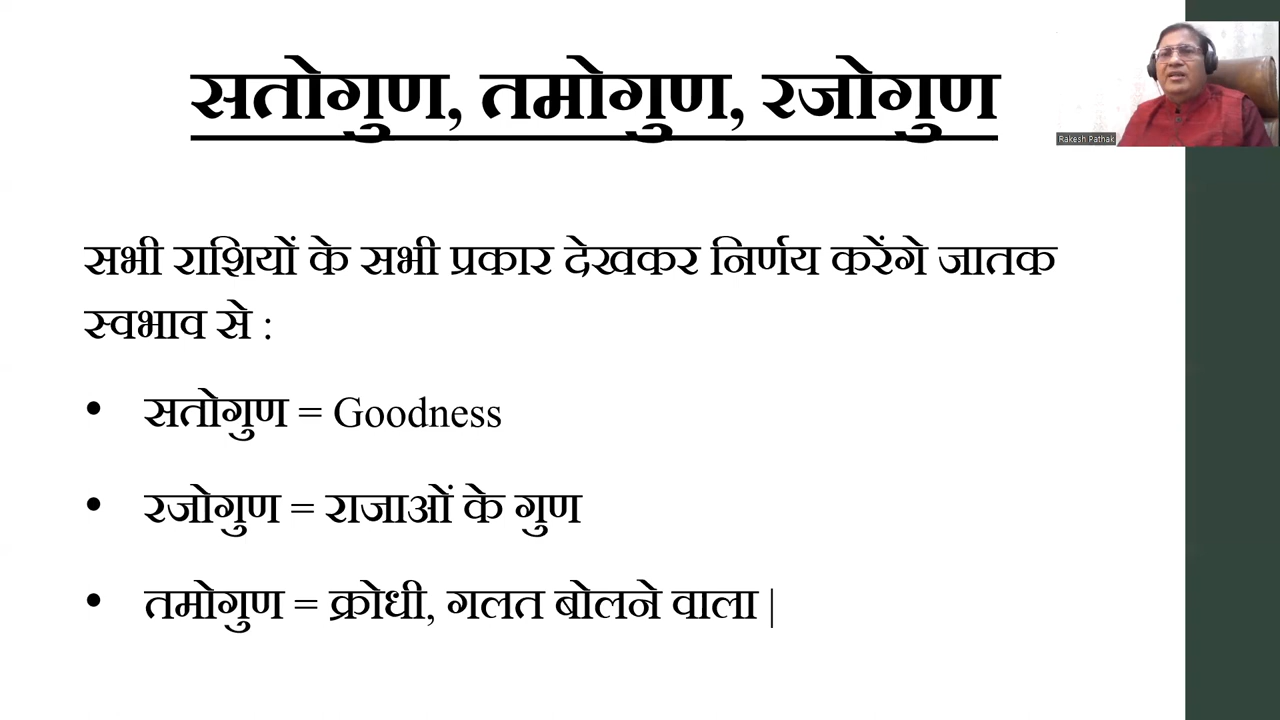 सतोगुण, तमोगुण, रजोगुण
Rakesh Pathak
सभी राशियों के सभी प्रकार देखकर निर्णय करेंगे जातक
स्वभाव से :
• सतोगुण = Goodness
• रजोगुण = राजाओं के गुण
• तमोगुण = क्रोधी, गलत बोलने वाला |